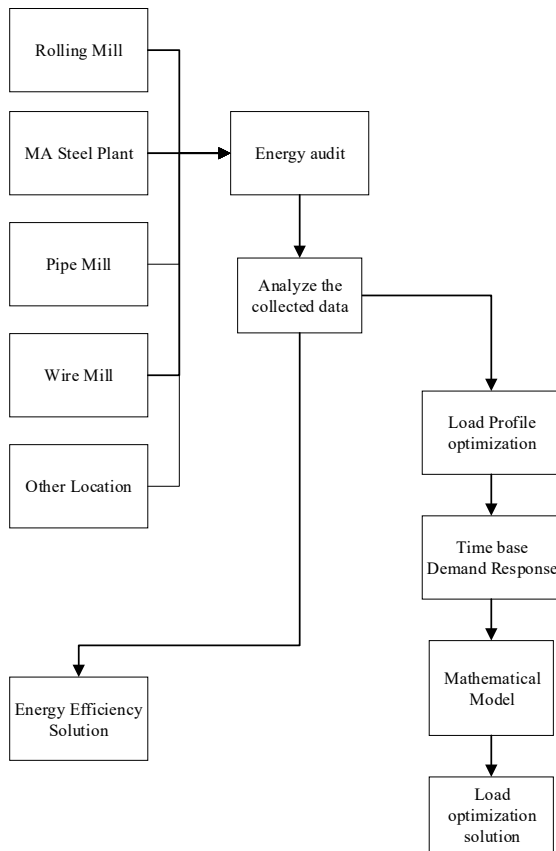 Rolling Mill
MA Steel Plant
Energy audit
Pipe Mill
Analyze the
collected data
Wire Mill
Load Profile
optimization
Other Location
Time base
Demand Response
Mathematical
Model
Energy Efficiency
Solution
Load
optimization
solution